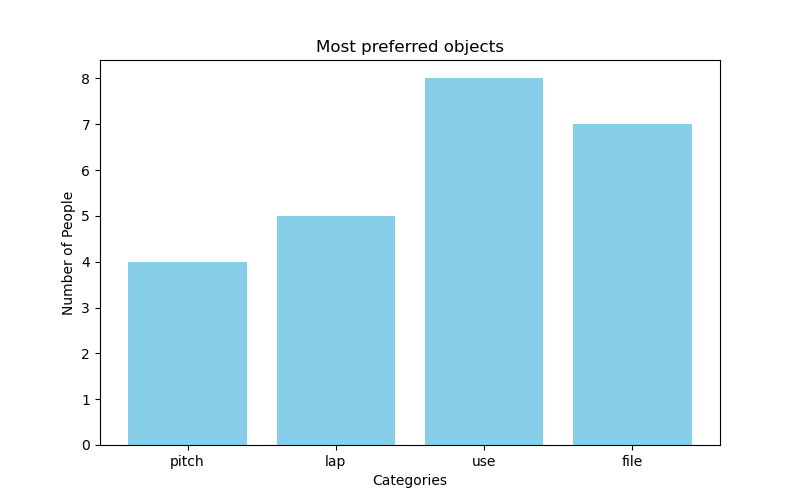 Most preferred objects
Number of People
8
7
6
5
4
3
2
1
0
pitch lap use file
Categories